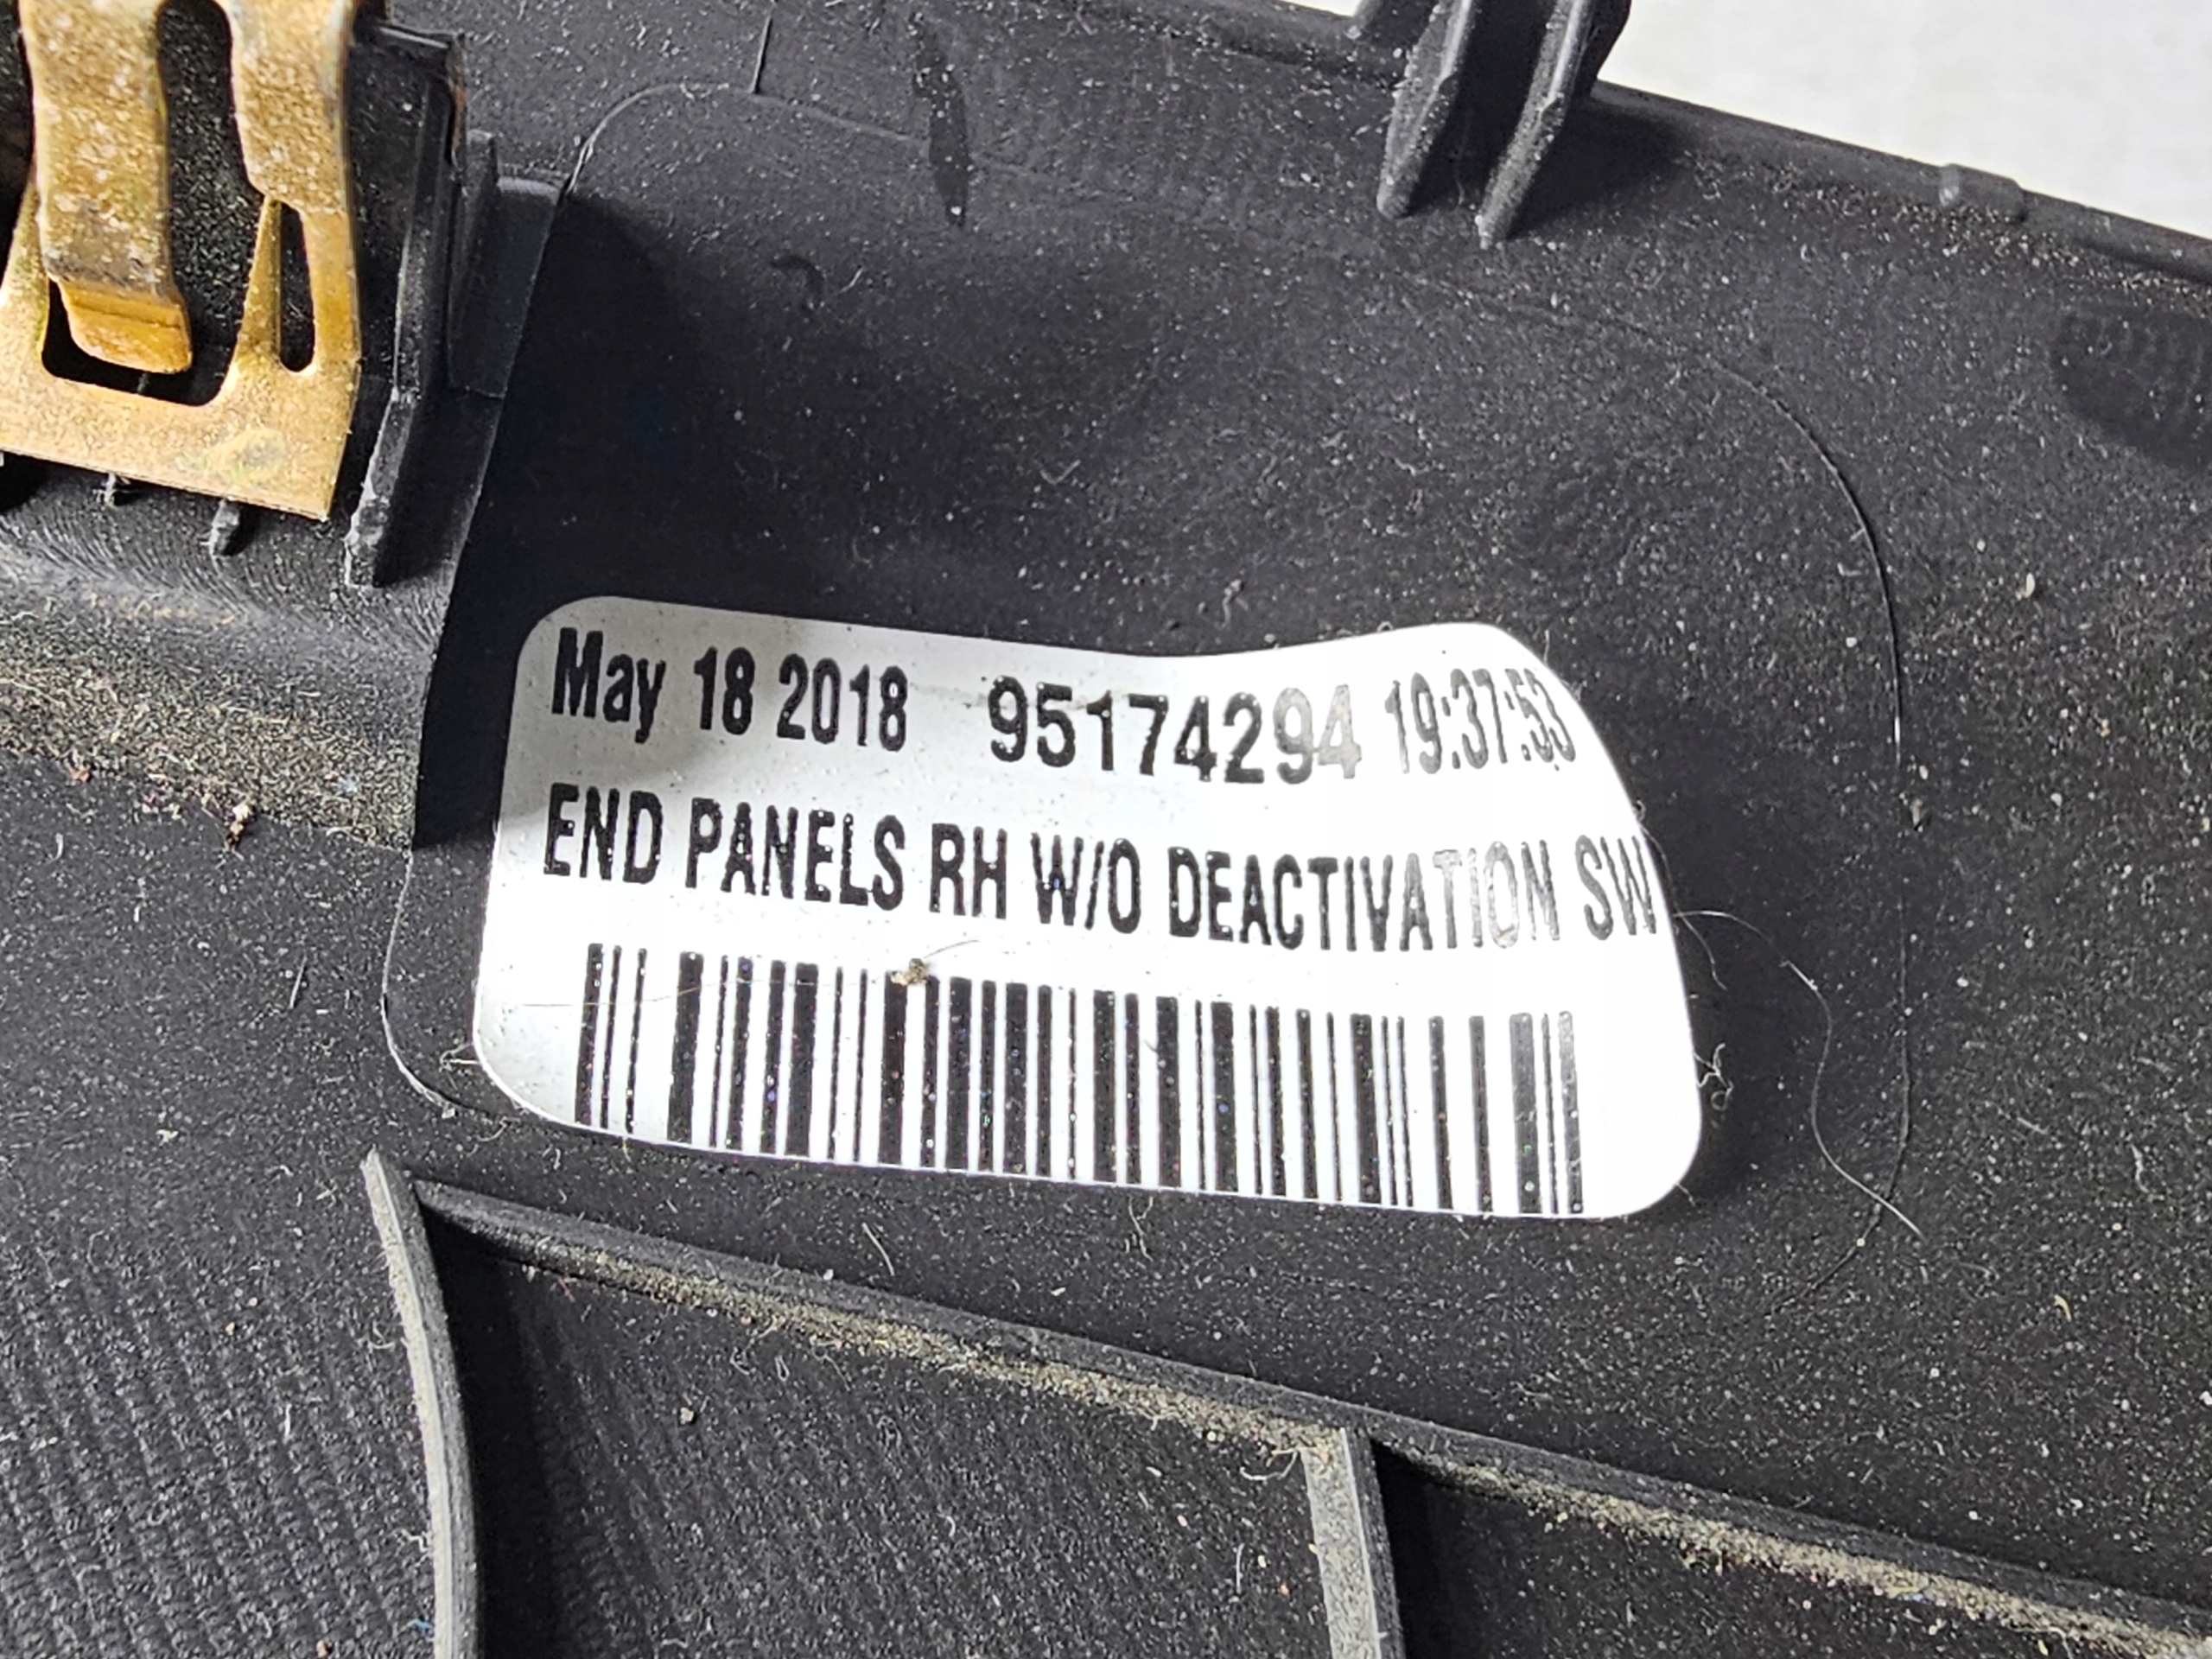 May 18 2018 95174294 19:37:53
END PANELS RH W/O DEACTIVATION SW